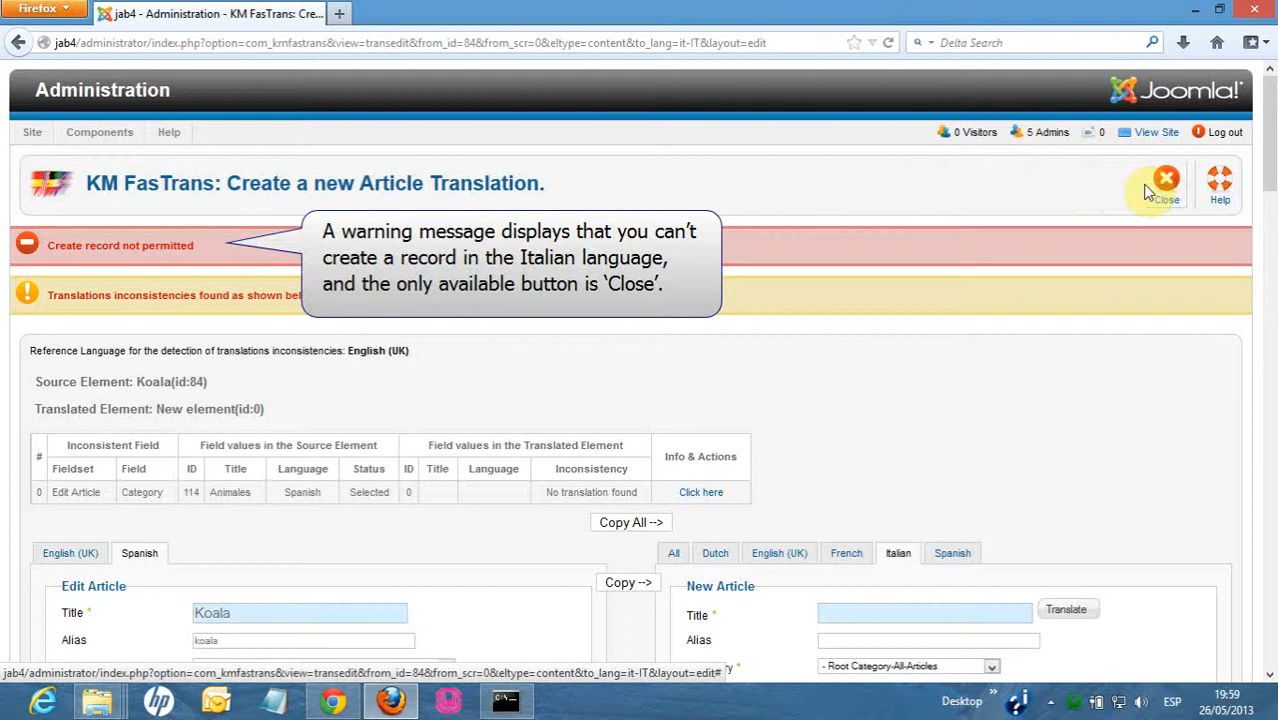 Firefox
jab4 - Administration - KM FasTrans: Cre...
jab4/administrator/index.php?option=com_kmfastrans&view=transedit&from_id=84&from_scr=0&eltype=content&to_lang=it-IT&layout=edit
Delta Search
Administration
Joomla!
Site Components Help
0 Visitors 5 Admins 0 View Site Log out
KM FasTrans: Create a new Article Translation.
Close Help
A warning message displays that you can't
create a record in the Italian language,
and the only available button is 'Close'.
Create record not permitted
Translations inconsistencies found as shown bel
Reference Language for the detection of translations inconsistencies: English (UK)
Source Element: Koala(id:84)
Translated Element: New element(id:0)
# Inconsistent Field Field values in the Source Element Field values in the Translated Element Info & Actions
Fieldset Field ID Title Language Status ID Title Language Inconsistency
0 Edit Article Category 114 Animales Spanish Selected 0 No translation found Click here
Copy All -->
English (UK) Spanish All Dutch English (UK) French Italian Spanish
Copy -->
Edit Article New Article
Title * Koala Title * Translate
Alias koala Alias
ry * - Root Category-All-Articles
jab4/administrator/index.php?option=com_kmfastrans&view=transedit&from_id=84&from_scr=0&eltype=content&to_lang=it-IT&layout=edit#
Desktop » ESP 19:59
26/05/2013